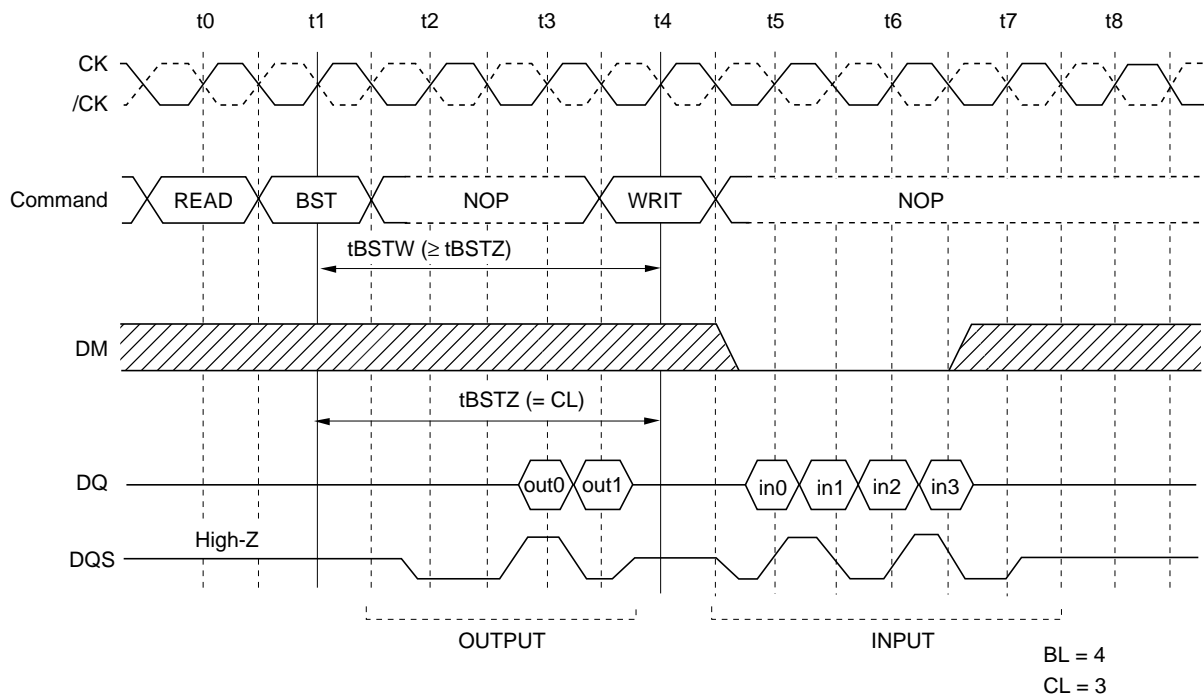 t0 t1 t2 t3 t4 t5 t6 t7 t8
CK
/CK
Command READ BST NOP WRIT NOP
tBSTW (≥ tBSTZ)
DM
tBSTZ (= CL)
DQ out0 out1 in0 in1 in2 in3
High-Z
DQS
OUTPUT INPUT
BL = 4
CL = 3